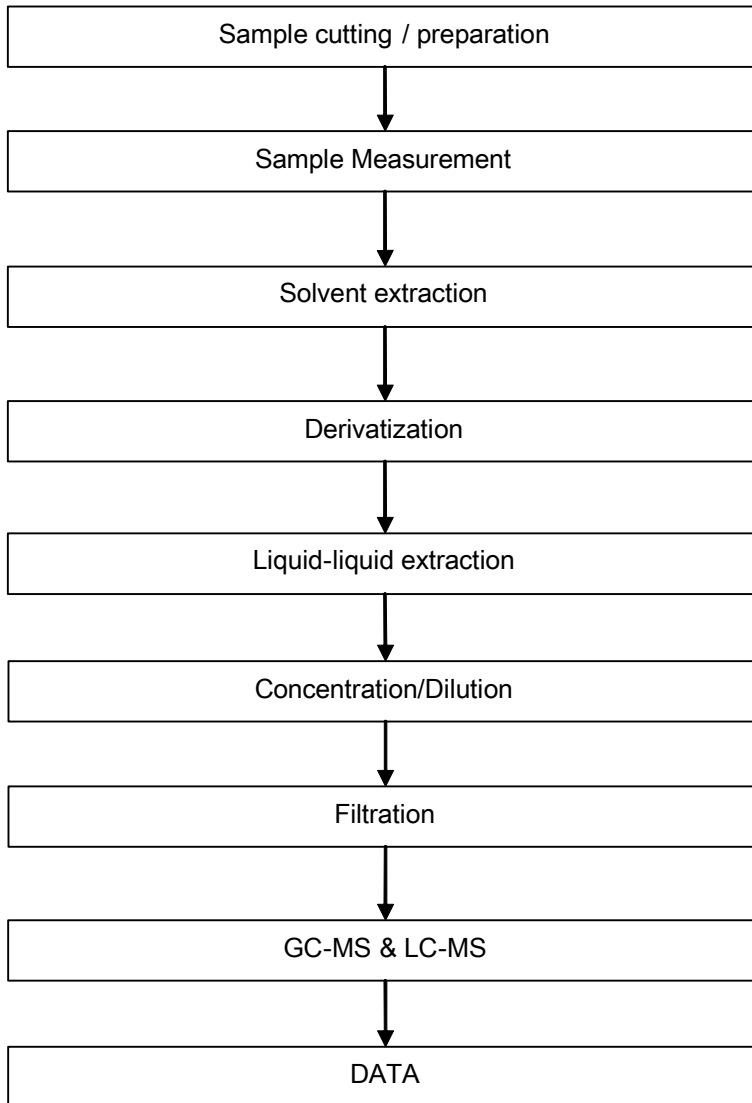 Sample cutting / preparation
Sample Measurement
Solvent extraction
Derivatization
Liquid-liquid extraction
Concentration/Dilution
Filtration
GC-MS & LC-MS
DATA